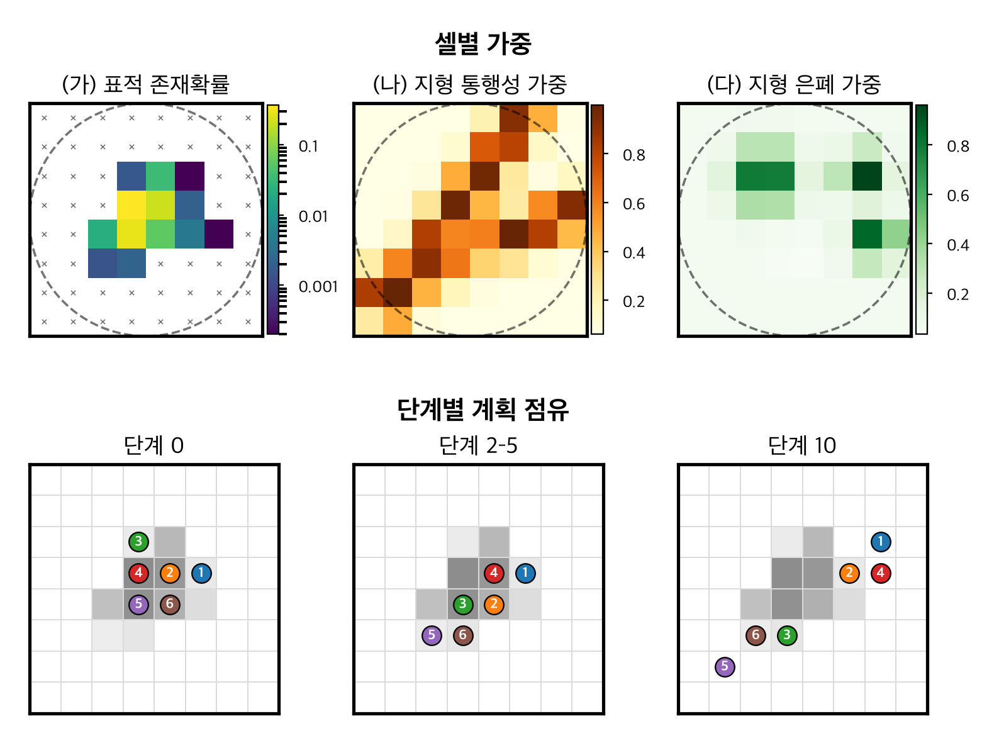 셀별 가중
(가) 표적 존재확률
(나) 지형 통행성 가중
(다) 지형 은폐 가중
0.1
0.01
0.001
0.8
0.6
0.4
0.2
0.8
0.6
0.4
0.2
단계별 계획 점유
단계 0
단계 2-5
단계 10
3
4 2 1
5 6
4 1
3 2
5 6
1
2 4
6 3
5